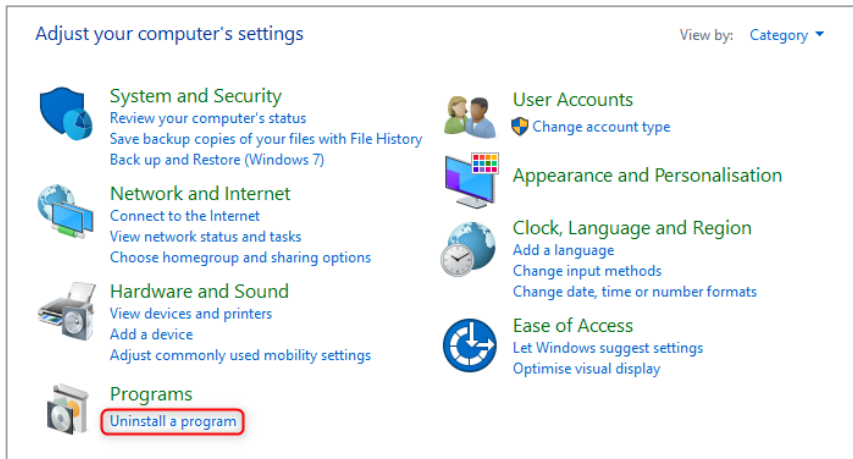 Adjust your computer's settings
View by: Category
System and Security
Review your computer's status
Save backup copies of your files with File History
Back up and Restore (Windows 7)
Network and Internet
Connect to the Internet
View network status and tasks
Choose homegroup and sharing options
Hardware and Sound
View devices and printers
Add a device
Adjust commonly used mobility settings
Programs
Uninstall a program
User Accounts
Change account type
Appearance and Personalisation
Clock, Language and Region
Add a language
Change input methods
Change date, time or number formats
Ease of Access
Let Windows suggest settings
Optimise visual display